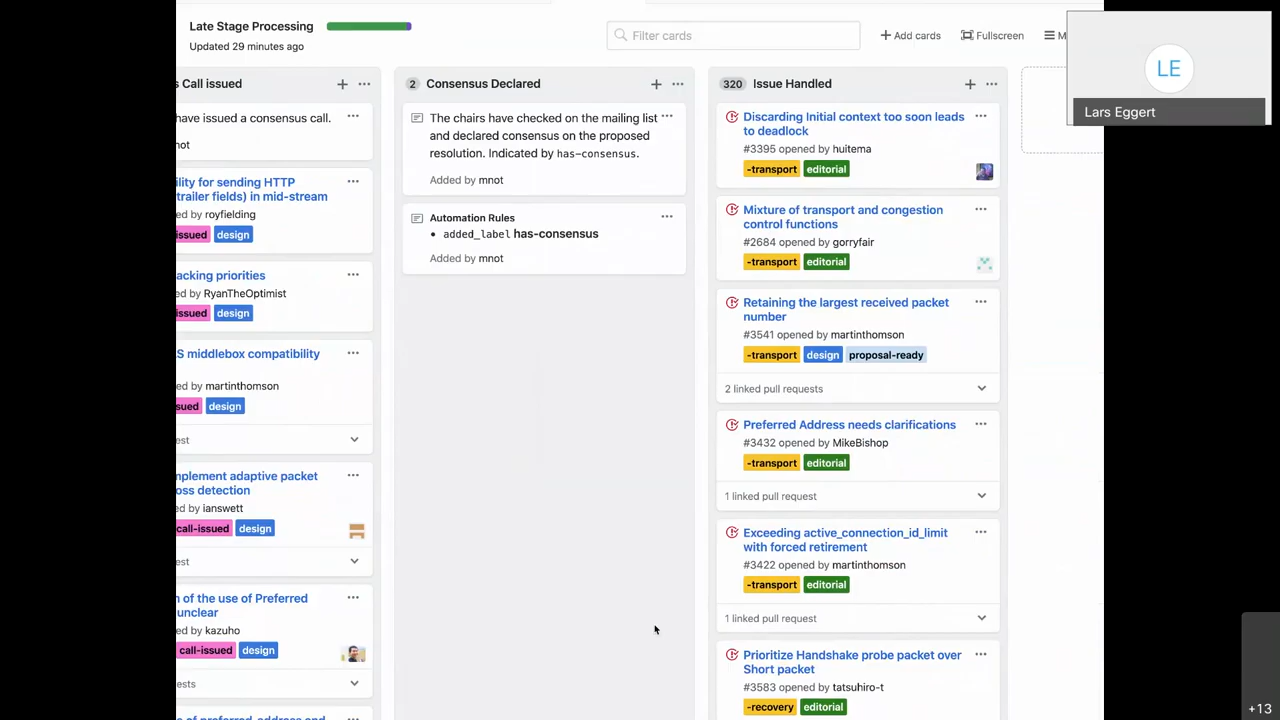 Late Stage Processing
Updated 29 minutes ago
Filter cards
Add cards
Fullscreen
M
LE
Lars Eggert
s Call issued
have issued a consensus call.
not
ility for sending HTTP
trailer fields) in mid-stream
ed by royfielding
issued design
acking priorities
ed by RyanTheOptimist
issued design
S middlebox compatibility
ed by martinthomson
sued design
est
mplement adaptive packet
oss detection
ed by ianswett
call-issued design
est
n of the use of Preferred
unclear
ed by kazuho
call-issued design
ests
e of preferred_address and
2 Consensus Declared
The chairs have checked on the mailing list
and declared consensus on the proposed
resolution. Indicated by has-consensus.
Added by mnot
Automation Rules
• added_label has-consensus
Added by mnot
320 Issue Handled
Discarding Initial context too soon leads
to deadlock
#3395 opened by huitema
-transport editorial
Mixture of transport and congestion
control functions
#2684 opened by gorryfair
-transport editorial
Retaining the largest received packet
number
#3541 opened by martinthomson
-transport design proposal-ready
2 linked pull requests
Preferred Address needs clarifications
#3432 opened by MikeBishop
-transport editorial
1 linked pull request
Exceeding active_connection_id_limit
with forced retirement
#3422 opened by martinthomson
-transport editorial
1 linked pull request
Prioritize Handshake probe packet over
Short packet
#3583 opened by tatsuhiro-t
-recovery editorial
+13